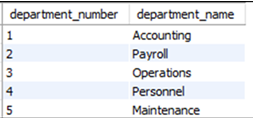 department_number department_name
1 Accounting
2 Payroll
3 Operations
4 Personnel
5 Maintenance